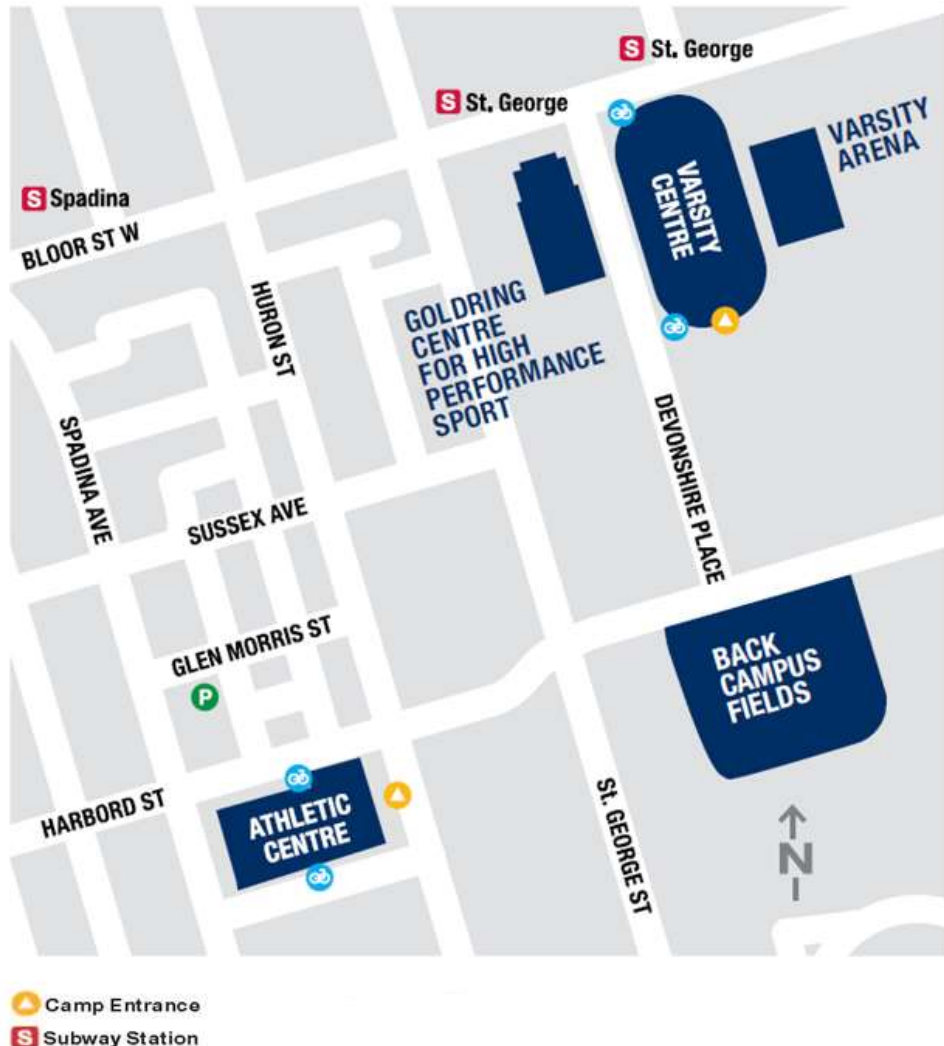 S St. George
S St. George
VARSITY
ARENA
VARSITY
CENTRE
S Spadina
BLOOR ST W
HURON ST
GOLDRING
CENTRE
FOR HIGH
PERFORMANCE
SPORT
DEVONSHIRE PLACE
SPADINA AVE
SUSSEX AVE
GLEN MORRIS ST
P
BACK
CAMPUS
FIELDS
HARBORD ST
ATHLETIC
CENTRE
St. GEORGE ST
N
Camp Entrance
S Subway Station